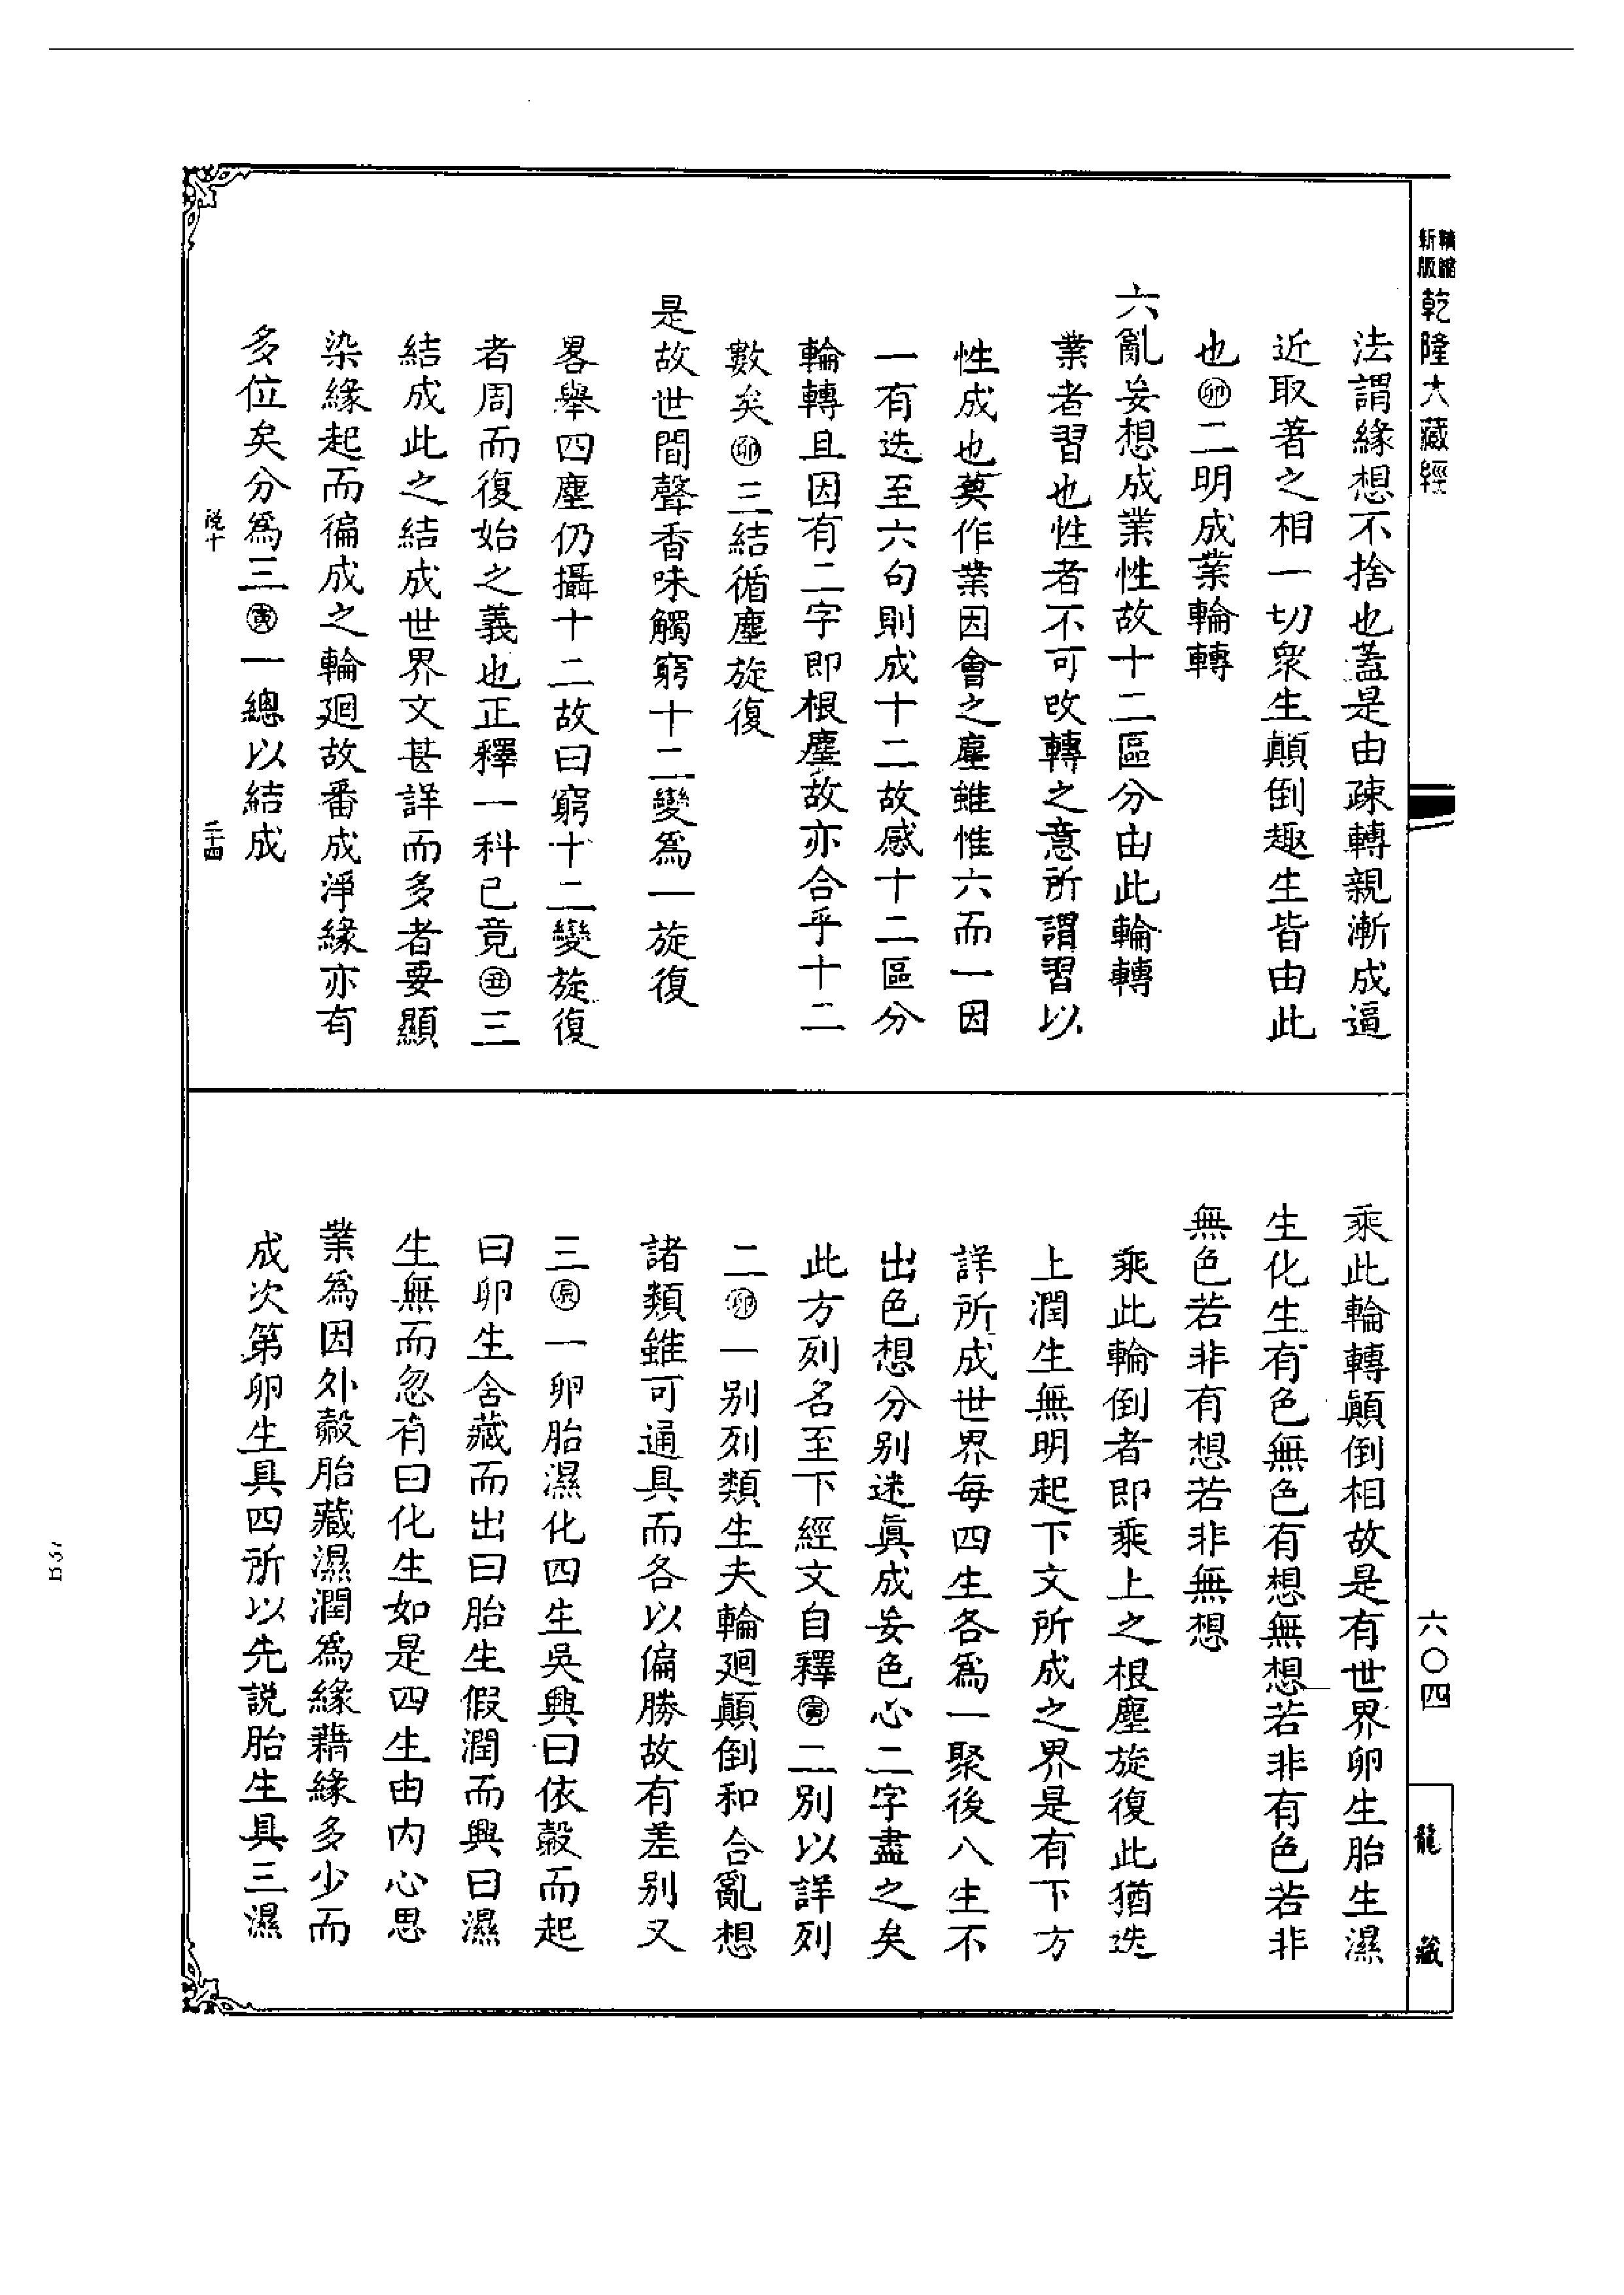 新版精縮
乾隆大藏經
法謂緣想不捨也蓋是由疎轉親漸成逼
近取著之相一切衆生顛倒趣生皆由此
也㊞二明成業輪轉
六亂妄想成業性故十二區分由此輪轉
業者習也性者不可改轉之意所謂習以
性成也莫作業因會之塵雖惟六而一因
一有迭至六句則成十二故感十二區分
輪轉且因有二字即根塵故亦合乎十二
數矣卯三結循塵旋復
是故世間聲香味觸窮十二變爲一旋復
畧舉四塵仍攝十二故曰窮十二變旋復
者周而復始之義也正釋一科已竟丑三
結成此之結成世界文甚詳而多者要顯
染緣起而徧成之輪廻故番成淨緣亦有
多位矣分爲三寅一總以結成
說十
三十四
六〇四
龍藏
乘此輪轉顛倒相故是有世界卵生胎生濕
生化生有色無色有想無想若非有色若非
無色若非有想若非無想
乘此輪倒者即乘上之根塵旋復此猶迭
上潤生無明起下文所成之界是有下方
詳所成世界每四生各爲一聚後八生不
出色想分別迷眞成妄色心二字盡之矣
此方列名至下經文自釋寅二別以詳列
二卯一別列類生夫輪廻顛倒和合亂想
諸類雖可通具而各以偏勝故有差別又
三辰一卵胎濕化四生吳興曰依㲉而起
曰卵生含藏而出曰胎生假潤而興曰濕
生無而忽有曰化生如是四生由内心思
業爲因外㲉胎藏濕潤爲緣藉緣多少而
成次第卵生具四所以先說胎生具三濕